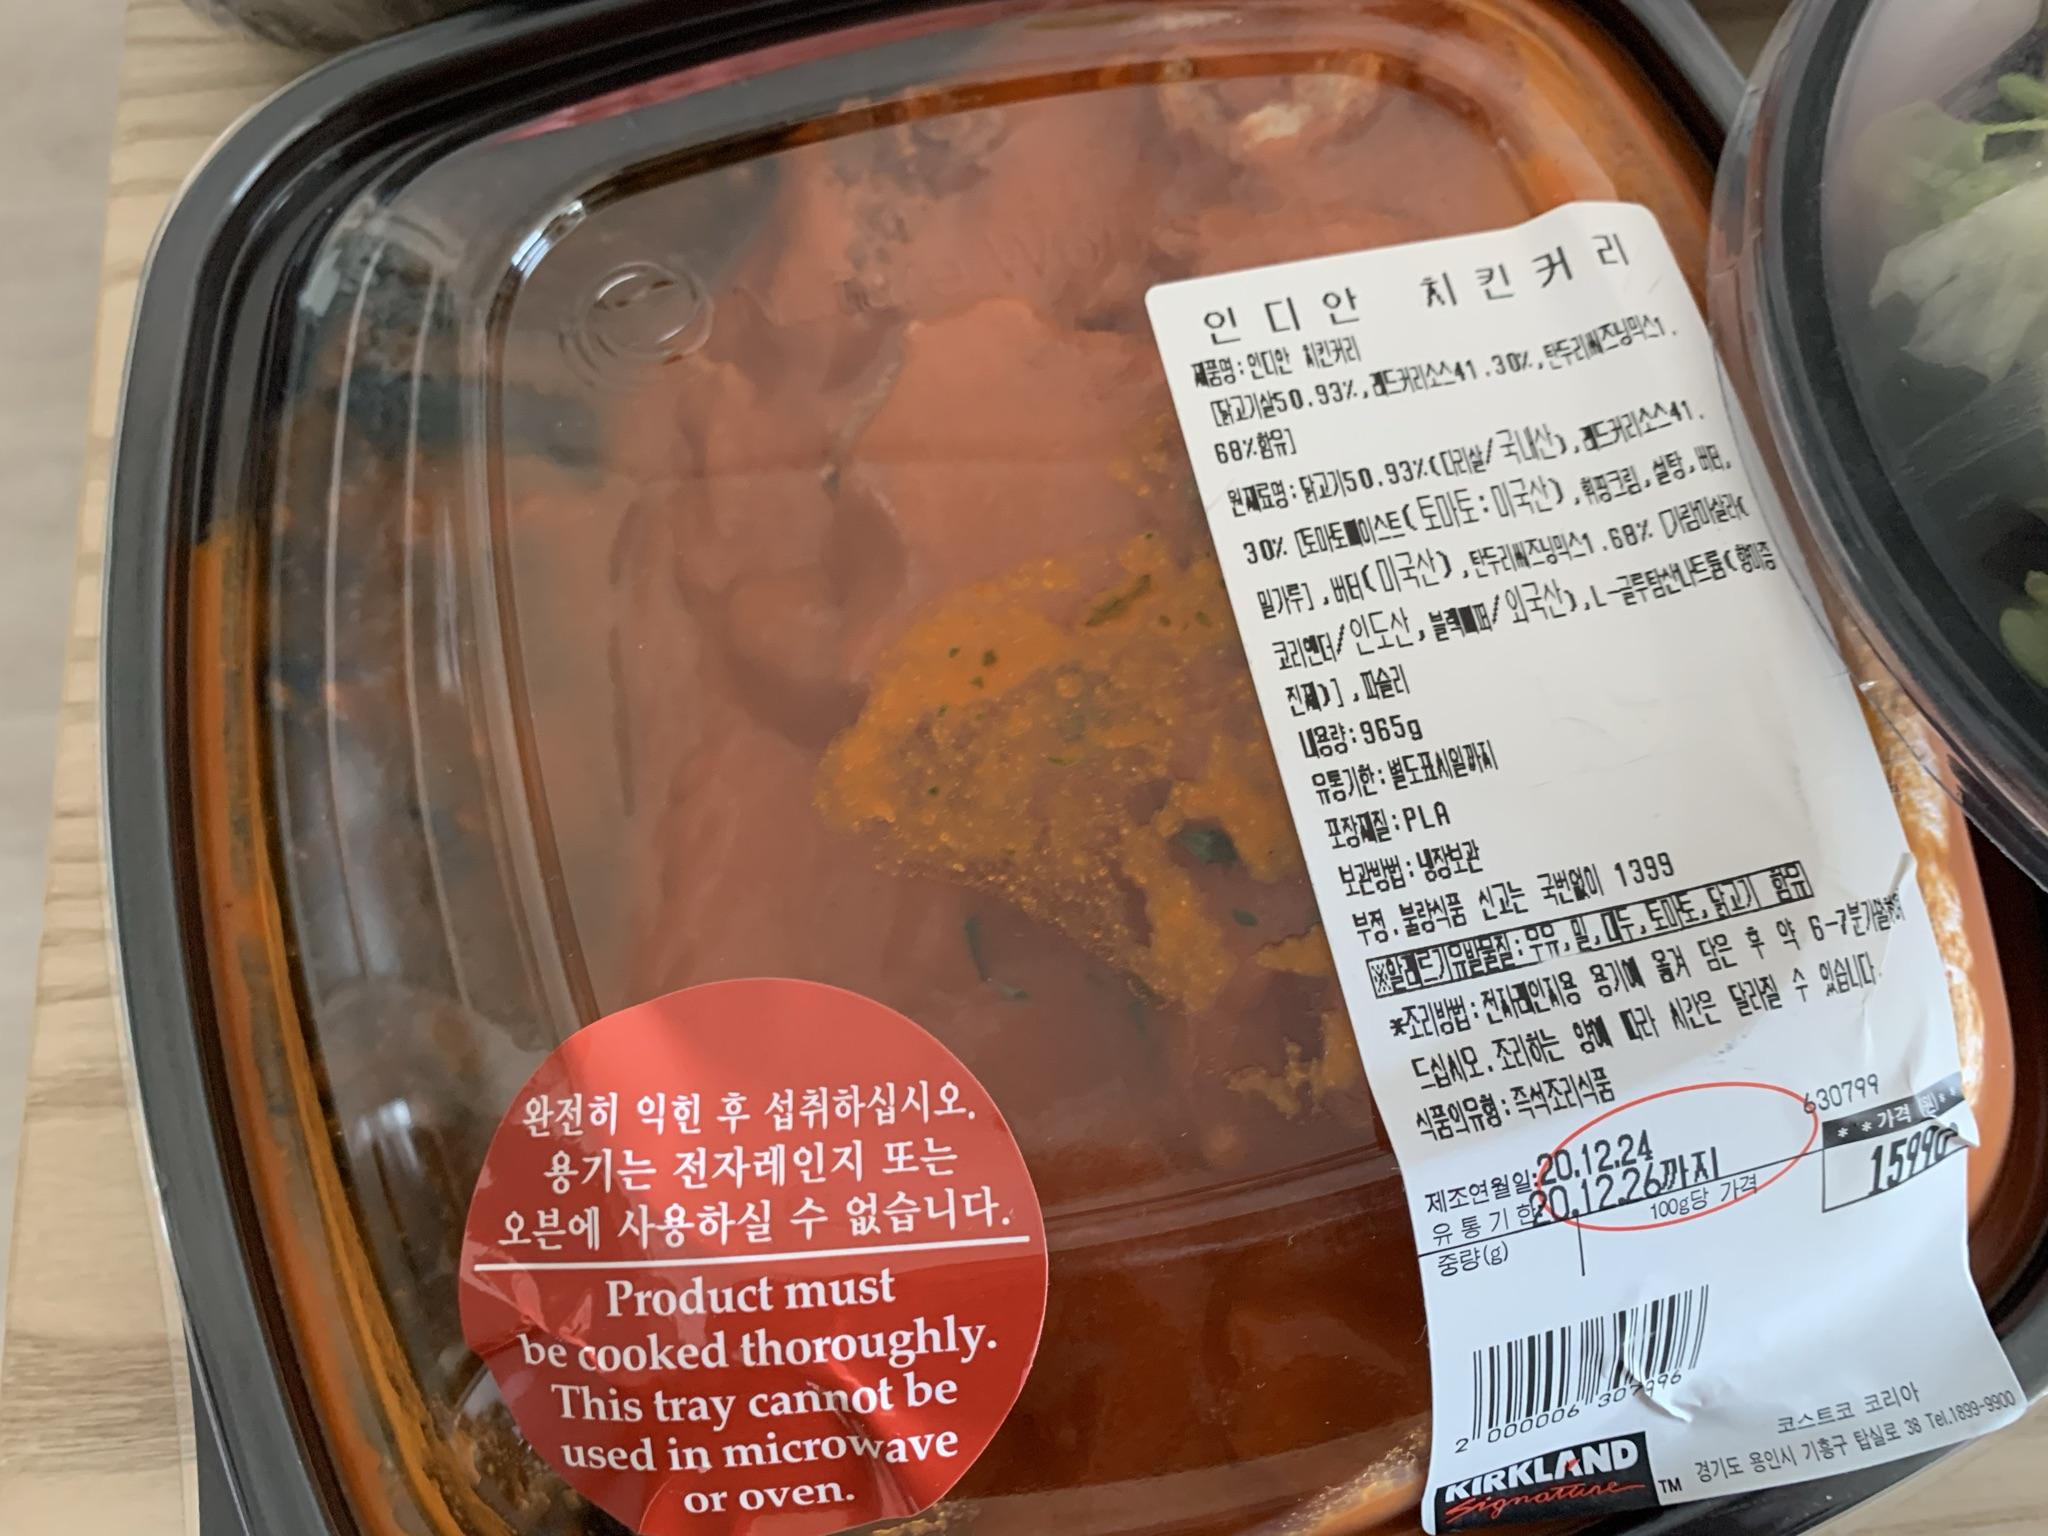 인디안 치킨커리
제품명:인디안 치킨커리
[닭고기살50.93%,레드커리소스41.30%,탄두리씨즈닝믹스1.
68%함유]
원재료명:닭고기50.93%(다리살/국내산),레드커리소스41.
30% [토마토페이스트(토마토:미국산),휘핑크림,설탕,버터,
밀가루],버터(미국산),탄두리씨즈닝믹스1.68% [가람마살라(
코리엔더/인도산,블랙페퍼/외국산),L-글루탐산나트륨(향미증
진제)],파슬리
내용량:965g
유통기한:별도표시일까지
포장재질:PLA
보관방법:냉장보관
부정.불량식품 신고는 국번없이 1399
※알레르기유발물질:우유,밀,대두,토마토,닭고기 함유
*조리방법:전자레인지용 용기에 옮겨 담은 후 약 6-7분가열하여
드십시오.조리하는 양에 따라 시간은 달라질 수 있습니다.
식품의유형:즉석조리식품
630799
제조연월일:20.12.24
**가격(원)**
유통기한20.12.26까지
15990
중량(g)
100g당 가격
2 000006 307996
코스트코 코리아
경기도 용인시 기흥구 탑실로 38 Tel.1899-9900
KIRKLAND
Signature TM
완전히 익힌 후 섭취하십시오.
용기는 전자레인지 또는
오븐에 사용하실 수 없습니다.
Product must
be cooked thoroughly.
This tray cannot be
used in microwave
or oven.